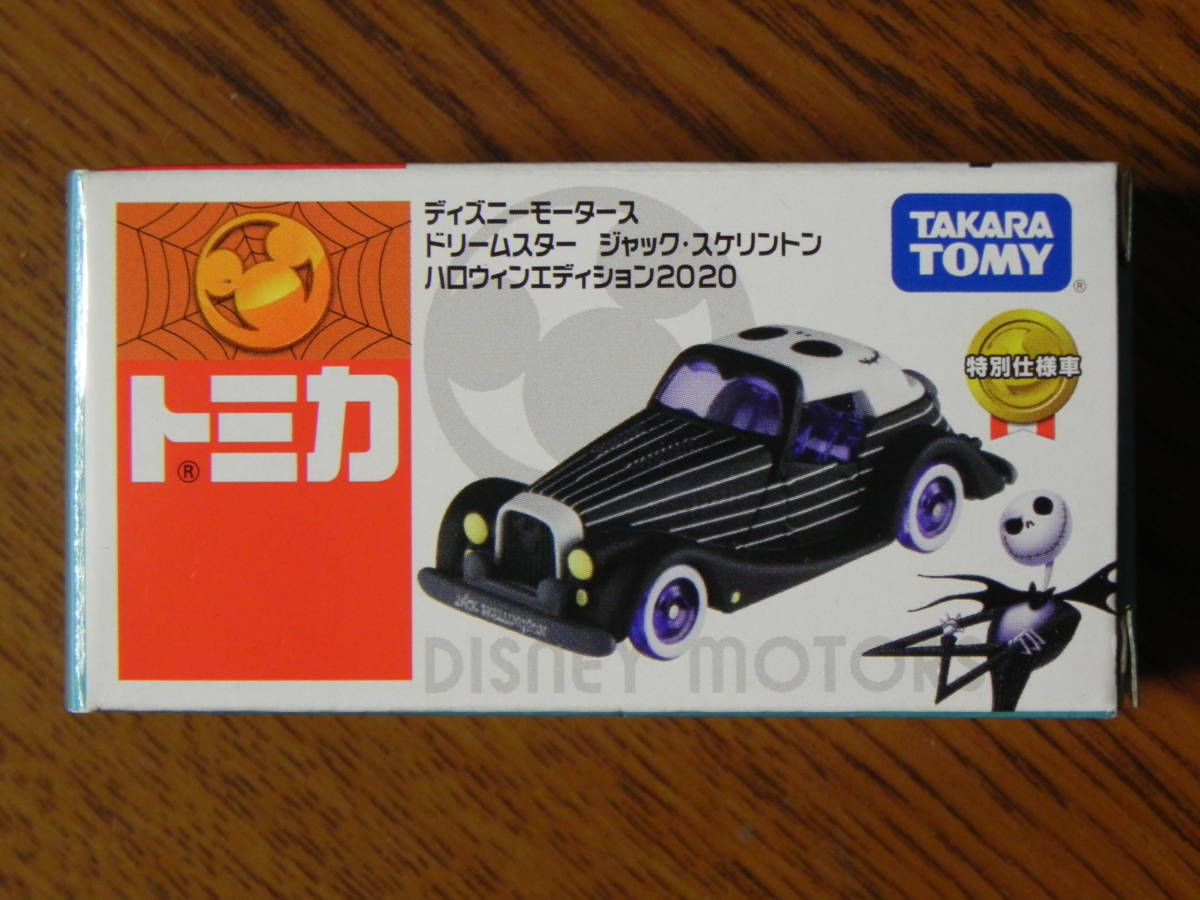 ディズニーモータース
ドリームスター ジャック・スケリントン
ハロウィンエディション2020
TAKARA
TOMY
®
特別仕様車
トミカ
®
JACK SKELLINGTON
DISNEY MOTORS